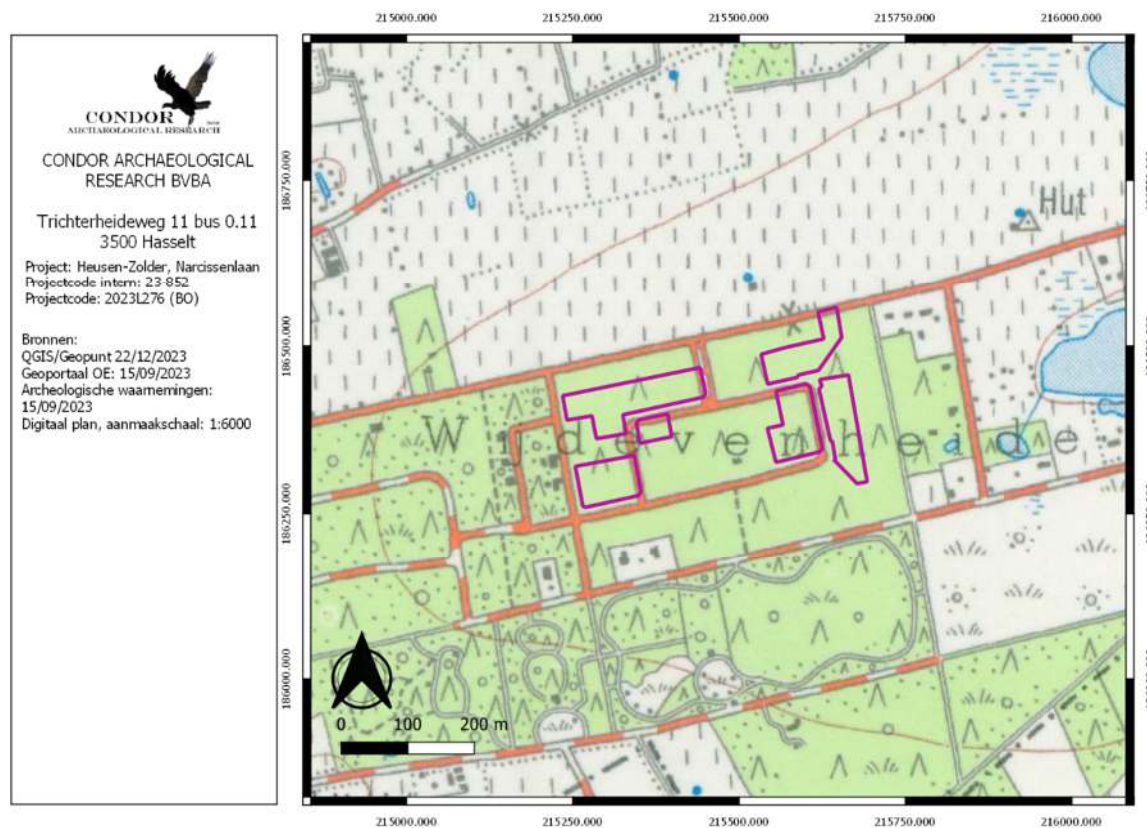 CONDOR
ARCHAEOLOGICAL RESEARCH
CONDOR ARCHAEOLOGICAL
RESEARCH BVBA
Trichterheideweg 11 bus 0.11
3500 Hasselt
Project: Heusen-Zolder, Narcissenlaan
Projectcode intern: 23-852
Projectcode: 2023L276 (BO)
Bronnen:
QGIS/Geopunt 22/12/2023
Geoportaal OE: 15/09/2023
Archeologische waarnemingen:
15/09/2023
Digitaal plan, aanmaakschaal: 1:6000
215000.000 215250.000 215500.000 215750.000 216000.000
186750.000
186500.000
186250.000
186000.000
Hut
Wijdevenheide
0 100 200 m
215000.000 215250.000 215500.000 215750.000 216000.000